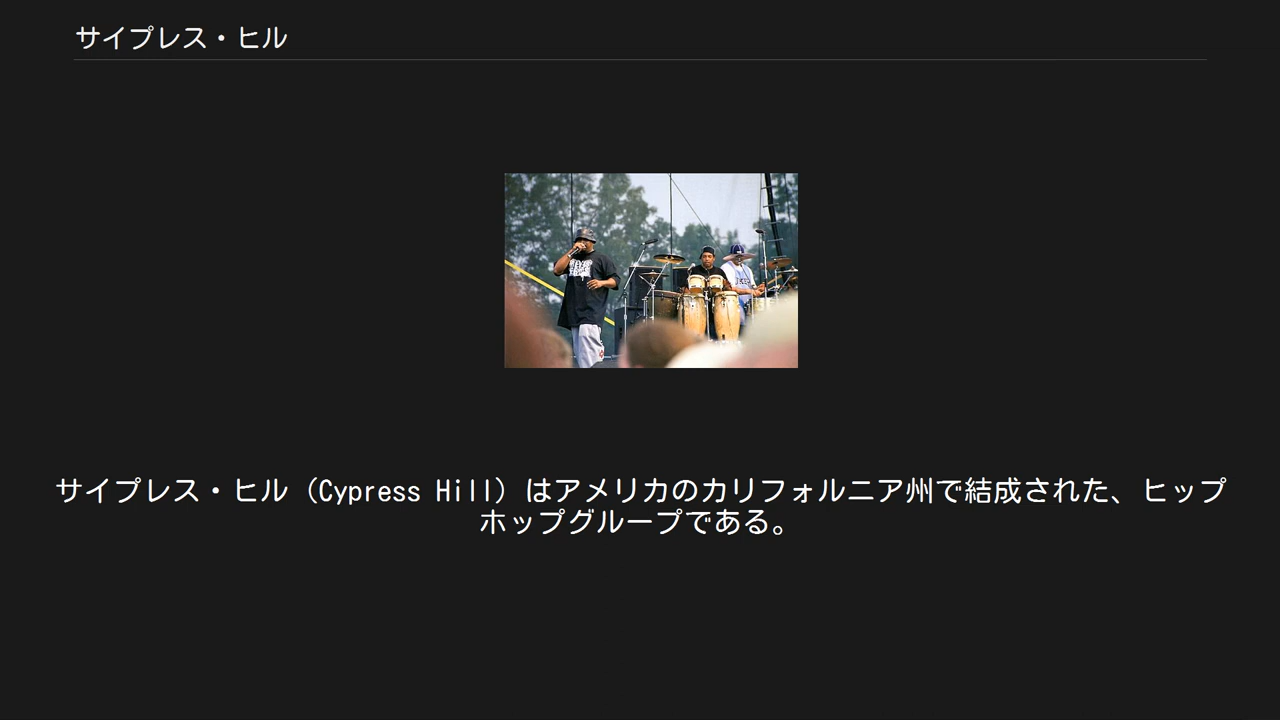 サイプレス・ヒル
サイプレス・ヒル（Cypress Hill）はアメリカのカリフォルニア州で結成された、ヒップ
ホップグループである。